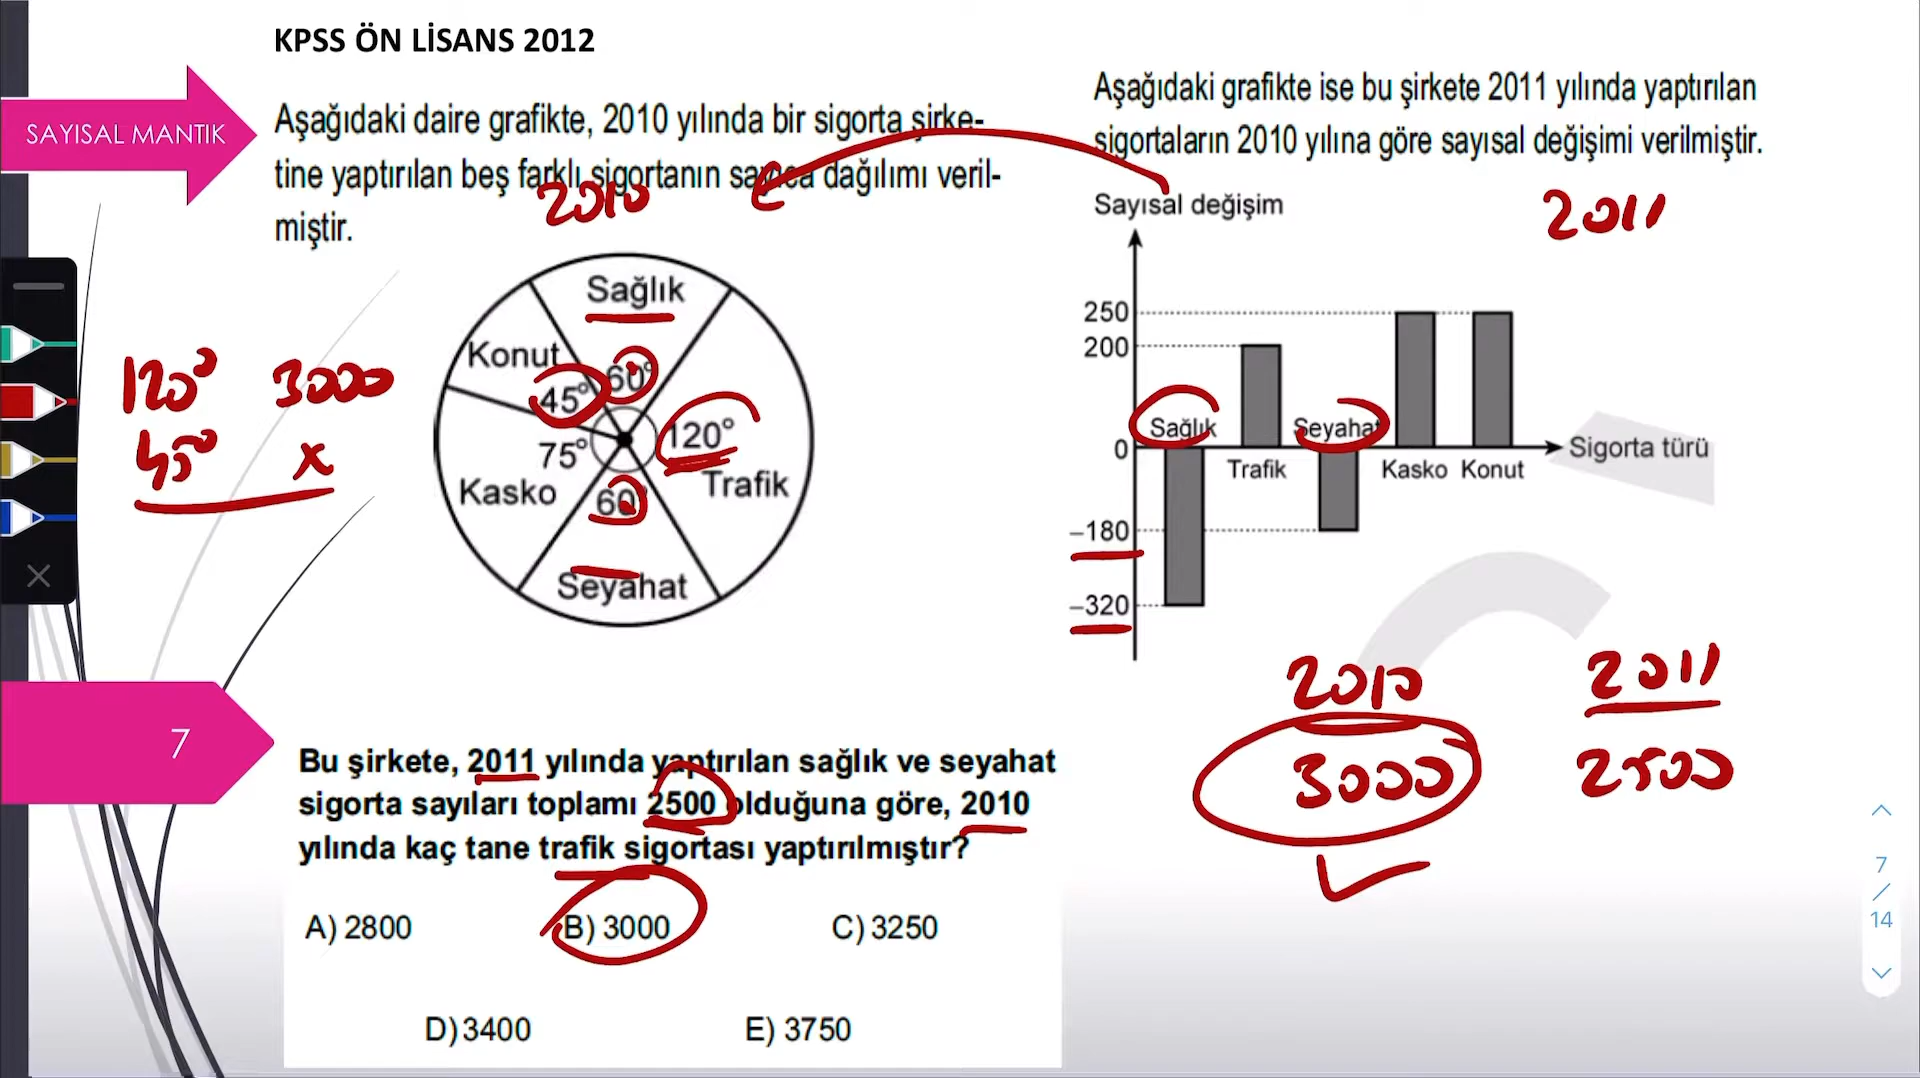 KPSS ÖN LİSANS 2012
SAYISAL MANTIK
Aşağıdaki daire grafikte, 2010 yılında bir sigorta şirke-
tine yaptırılan beş farklı sigortanın sayıca dağılımı veril-
miştir.
2010
Sağlık
Konut
60°
45°
120°
75°
Kasko
Trafik
60°
Seyahat
120° 3000
45° x
Aşağıdaki grafikte ise bu şirkete 2011 yılında yaptırılan
sigortaların 2010 yılına göre sayısal değişimi verilmiştir.
Sayısal değişim
2011
250
200
Sağlık
Seyahat
0
Sigorta türü
Trafik
Kasko
Konut
–180
–320
2010 2011
3000 2500
7
Bu şirkete, 2011 yılında yaptırılan sağlık ve seyahat
sigorta sayıları toplamı 2500 olduğuna göre, 2010
yılında kaç tane trafik sigortası yaptırılmıştır?
A) 2800 B) 3000 C) 3250
D) 3400 E) 3750
7
/
14